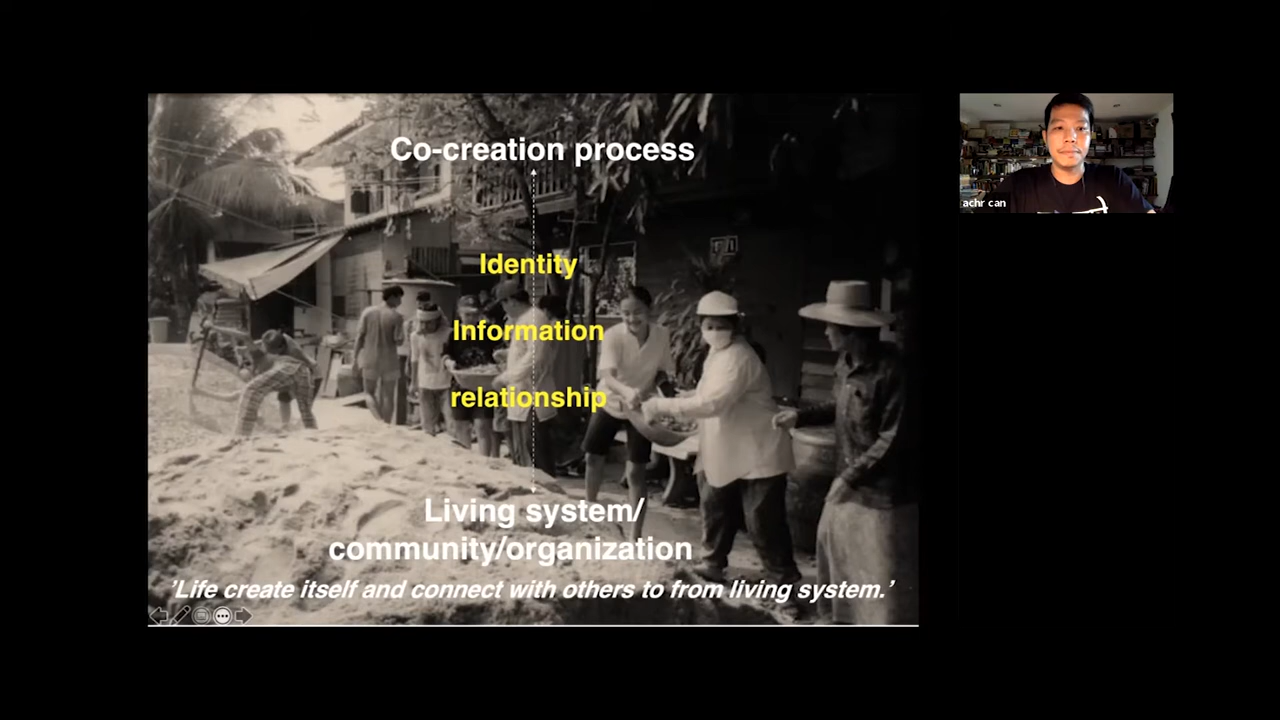 Co-creation process
Identity
Information
relationship
Living system/
community/organization
'Life create itself and connect with others to from living system.'
achr can